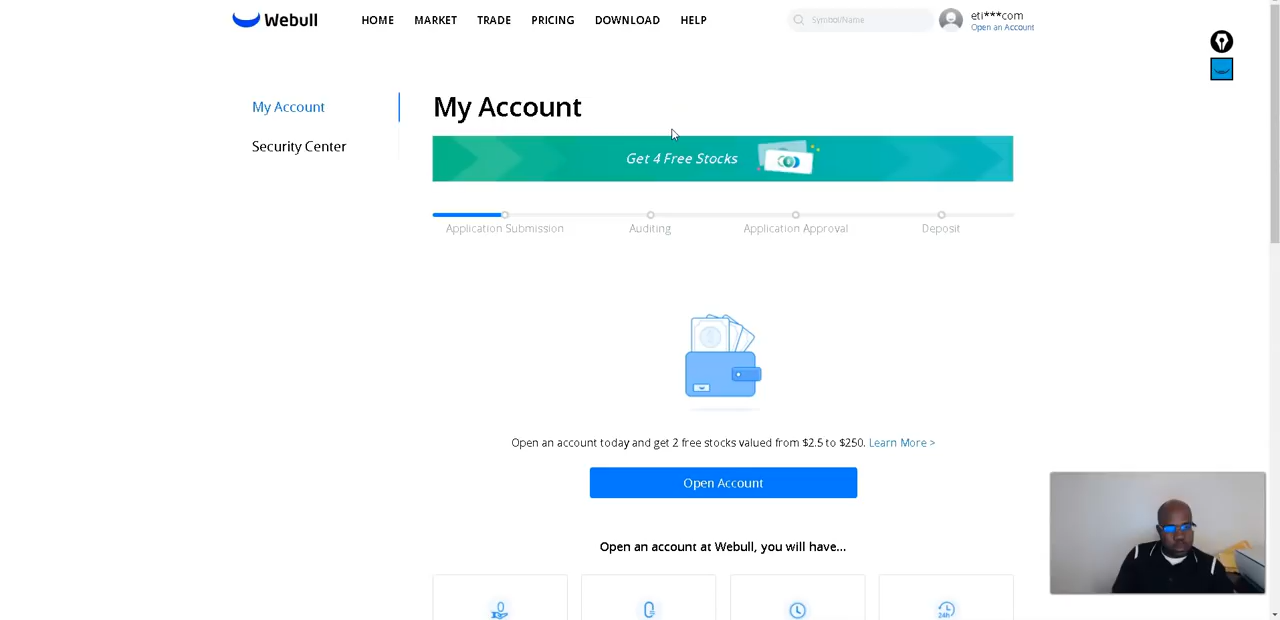 Webull
HOME
MARKET
TRADE
PRICING
DOWNLOAD
HELP
Symbol/Name
eti***com
Open an Account
My Account
Security Center
My Account
Get 4 Free Stocks
Application Submission
Auditing
Application Approval
Deposit
Open an account today and get 2 free stocks valued from $2.5 to $250. Learn More >
Open Account
Open an account at Webull, you will have...
24h